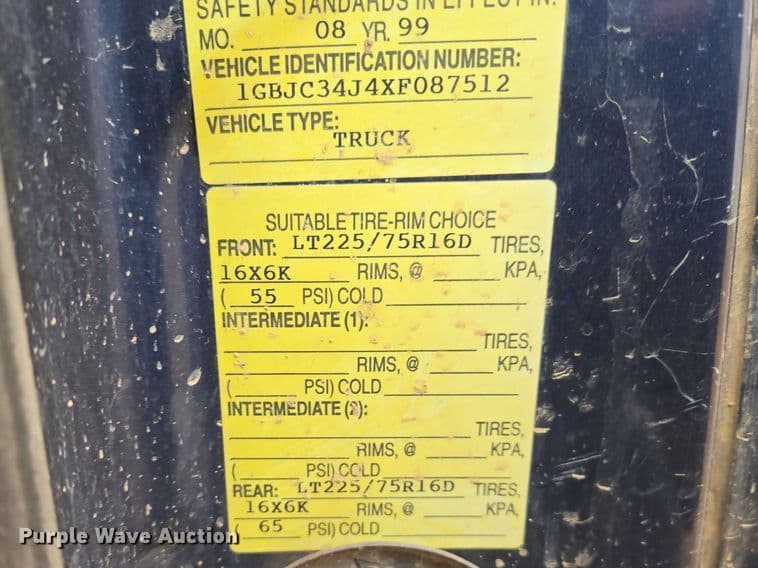 SAFETY STANDARDS IN EFFECT IN:
MO. 08 YR. 99
VEHICLE IDENTIFICATION NUMBER:
1GBJC34J4XF087512
VEHICLE TYPE:
TRUCK
SUITABLE TIRE-RIM CHOICE
FRONT: LT225/75R16D TIRES,
16X6K RIMS, @ KPA,
( 55 PSI) COLD
INTERMEDIATE (1):
TIRES,
RIMS, @ KPA,
( PSI) COLD
INTERMEDIATE (2):
TIRES,
RIMS, @ KPA,
( PSI) COLD
REAR: LT225/75R16D TIRES,
16X6K RIMS, @ KPA,
( 65 PSI) COLD
Purple Wave Auction